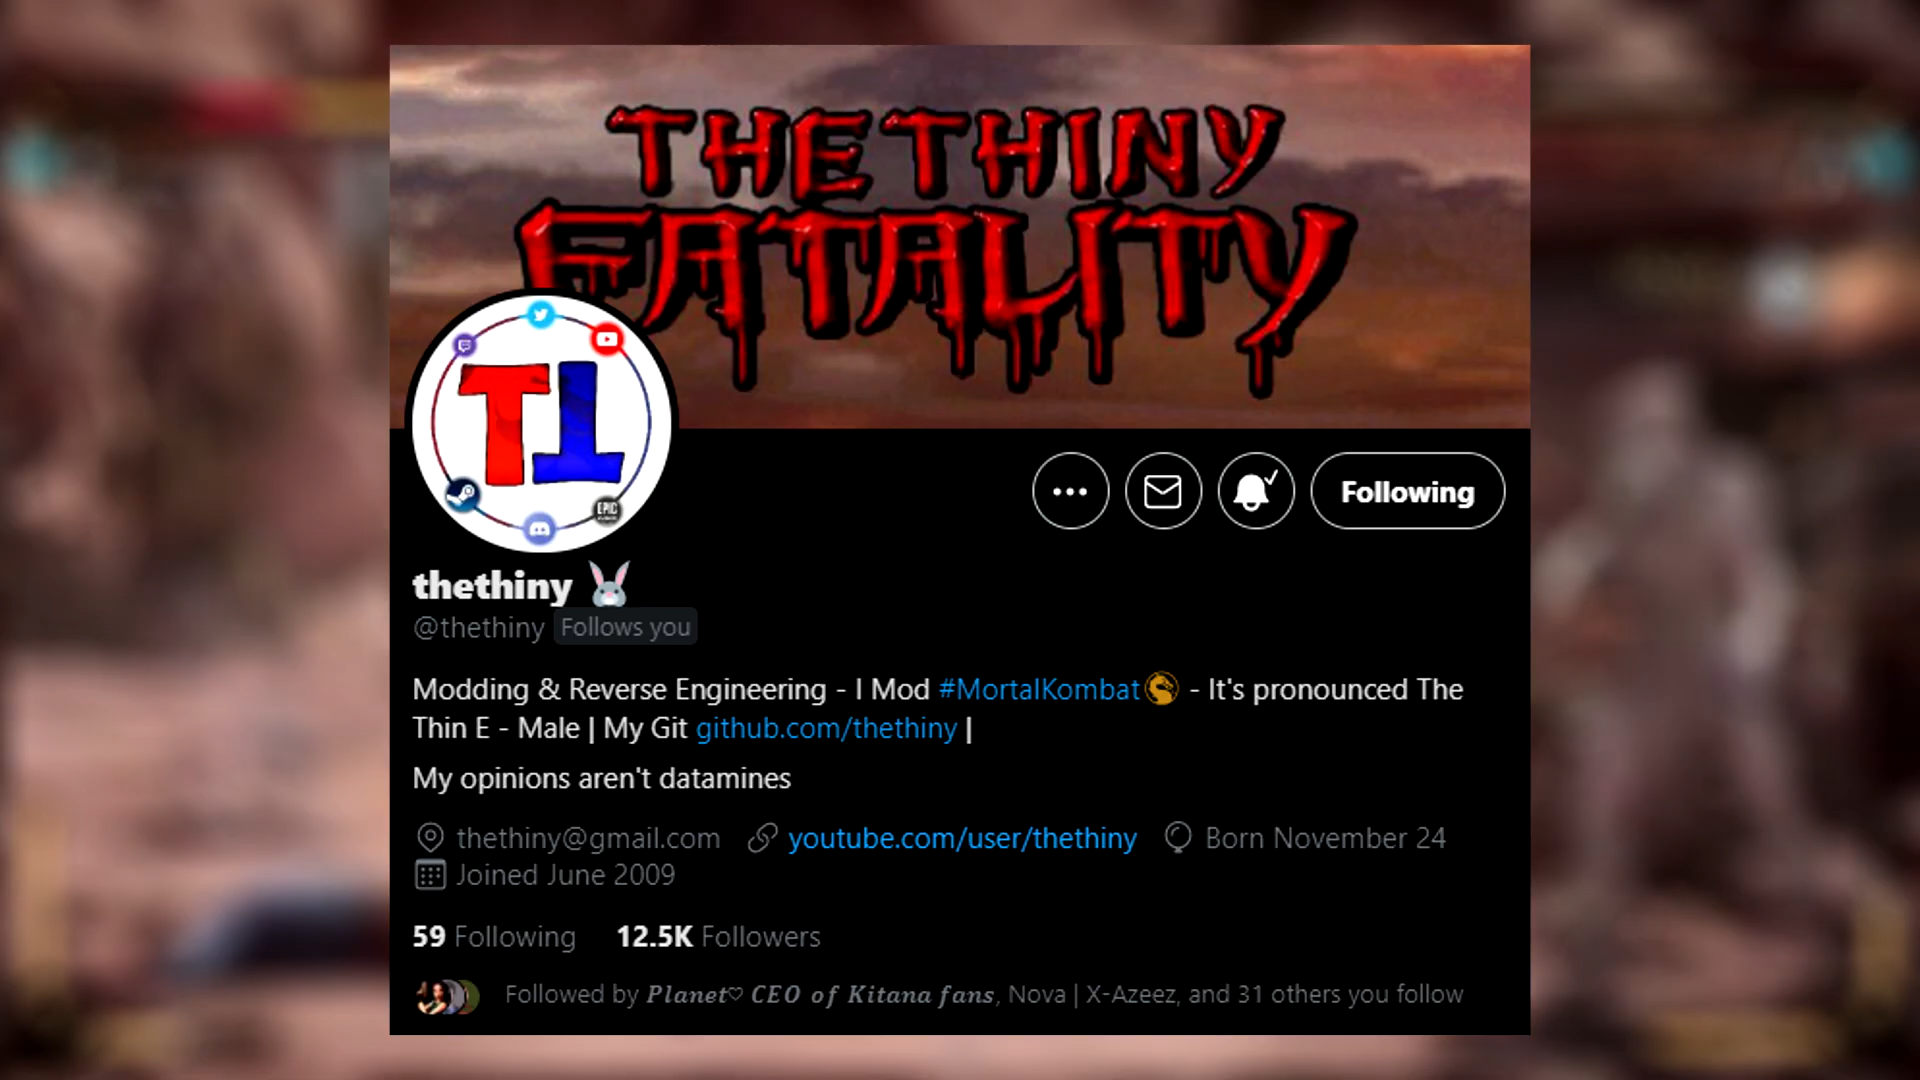 THETHINY
FATALITY
TT
EPIC
GAMES
Following
thethiny 🐰
@thethiny Follows you
Modding & Reverse Engineering - I Mod #MortalKombat - It's pronounced The
Thin E - Male | My Git github.com/thethiny |
My opinions aren't datamines
thethiny@gmail.com youtube.com/user/thethiny Born November 24
Joined June 2009
59 Following 12.5K Followers
Followed by Planet♡ CEO of Kitana fans, Nova | X-Azeez, and 31 others you follow